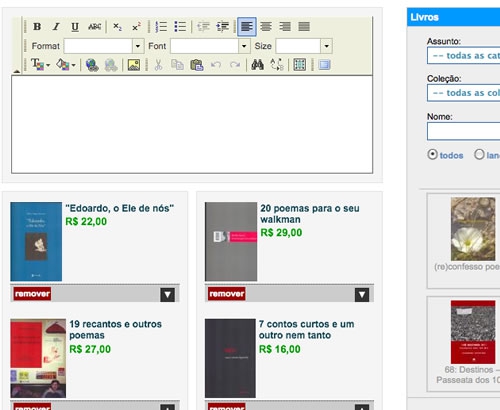 B I U ABC x₂ x²
Format Font Size
"Edoardo, o Ele de nós"
R$ 22,00
remover
20 poemas para o seu
walkman
R$ 29,00
remover
19 recantos e outros
poemas
R$ 27,00
remover
7 contos curtos e um
outro nem tanto
R$ 16,00
remover
Livros
Assunto:
-- todas as cat
Coleção:
-- todas as col
Nome:
todos lan
(re)confesso poe
68: Destinos –
Passeata dos 10